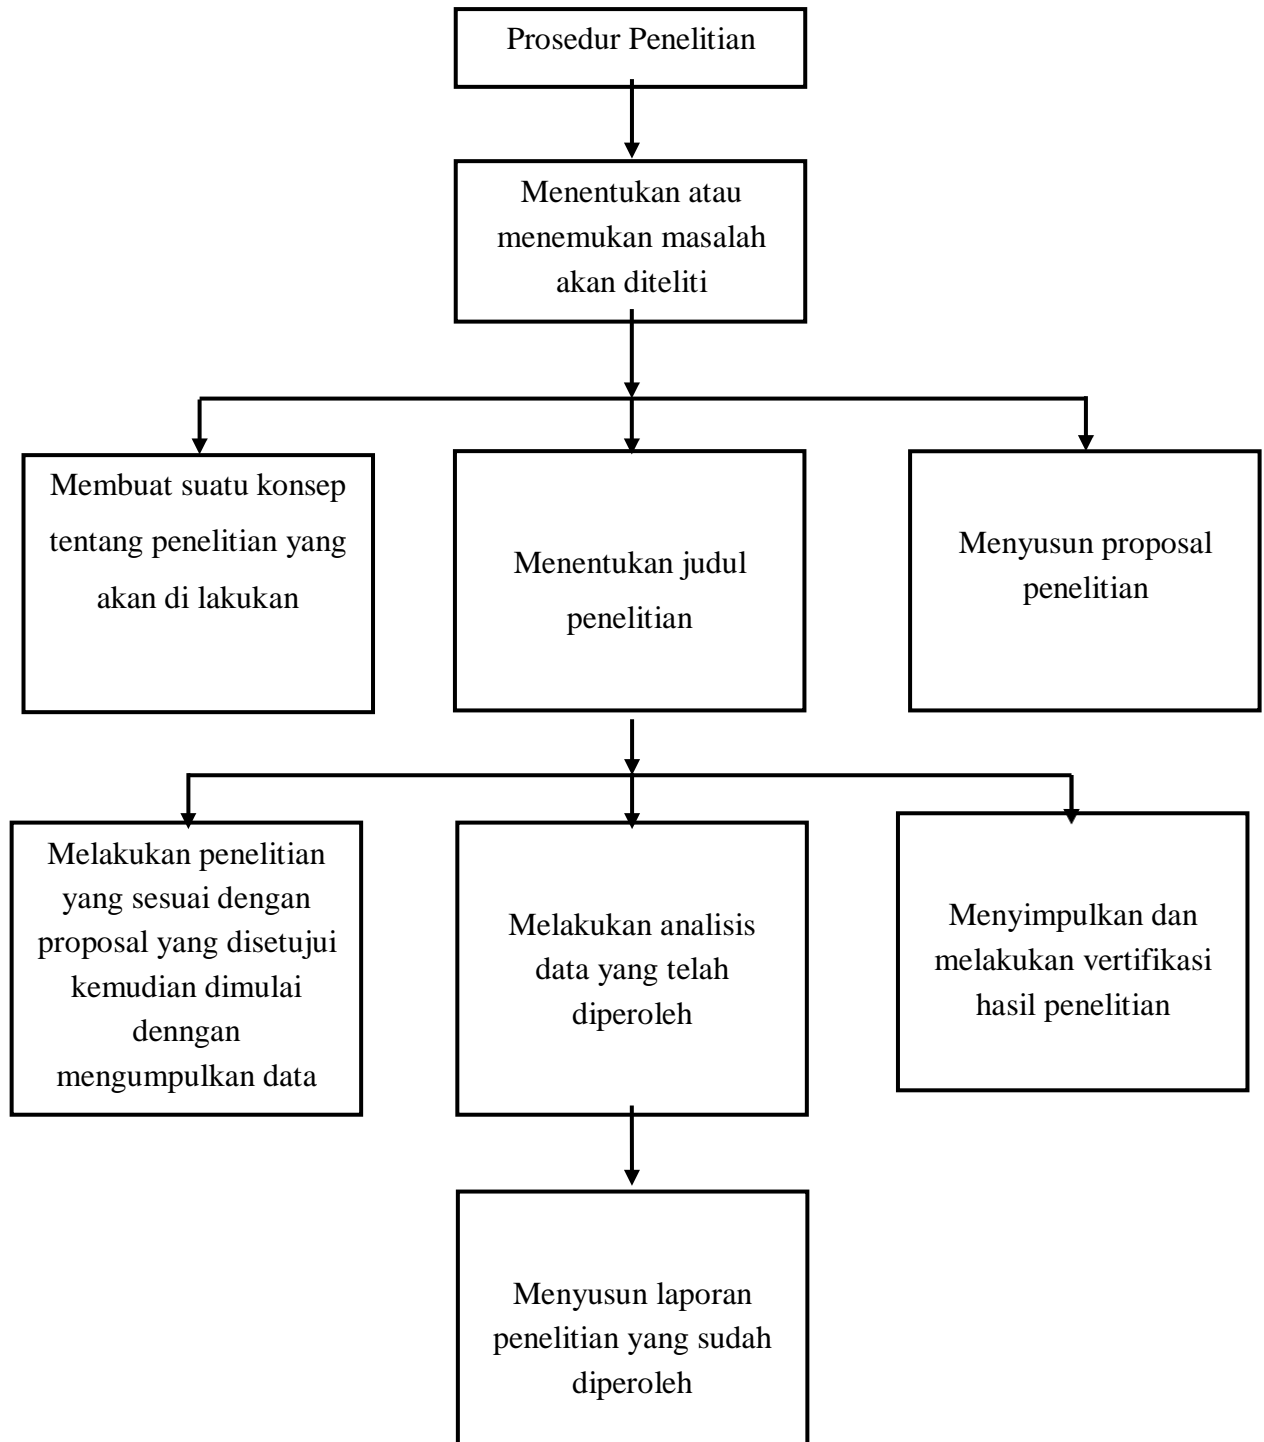 Prosedur Penelitian
Menentukan atau
menemukan masalah
akan diteliti
Membuat suatu konsep
tentang penelitian yang
akan di lakukan
Menentukan judul
penelitian
Menyusun proposal
penelitian
Melakukan penelitian
yang sesuai dengan
proposal yang disetujui
kemudian dimulai
denngan
mengumpulkan data
Melakukan analisis
data yang telah
diperoleh
Menyimpulkan dan
melakukan vertifikasi
hasil penelitian
Menyusun laporan
penelitian yang sudah
diperoleh